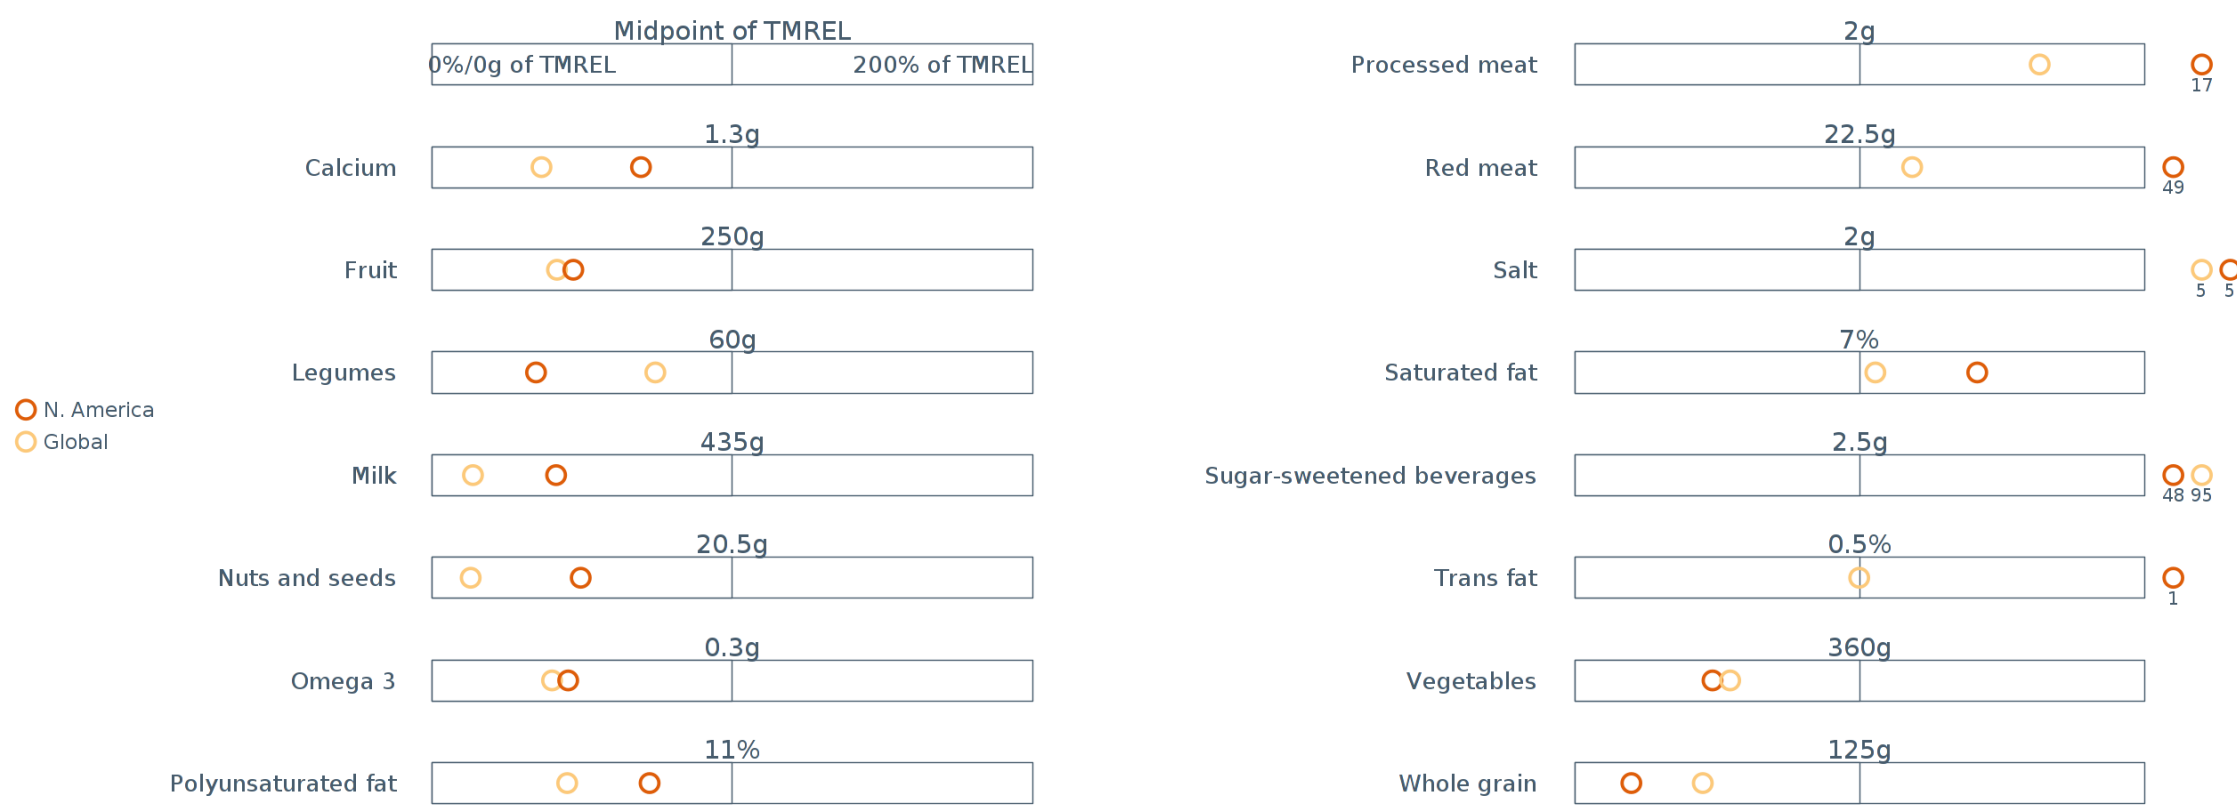 Midpoint of TMREL
0%/0g of TMREL
200% of TMREL
1.3g
Calcium
250g
Fruit
60g
Legumes
N. America
Global
435g
Milk
20.5g
Nuts and seeds
0.3g
Omega 3
11%
Polyunsaturated fat
2g
Processed meat
17
22.5g
Red meat
49
2g
Salt
5 5
7%
Saturated fat
2.5g
Sugar-sweetened beverages
48 95
0.5%
Trans fat
1
360g
Vegetables
125g
Whole grain